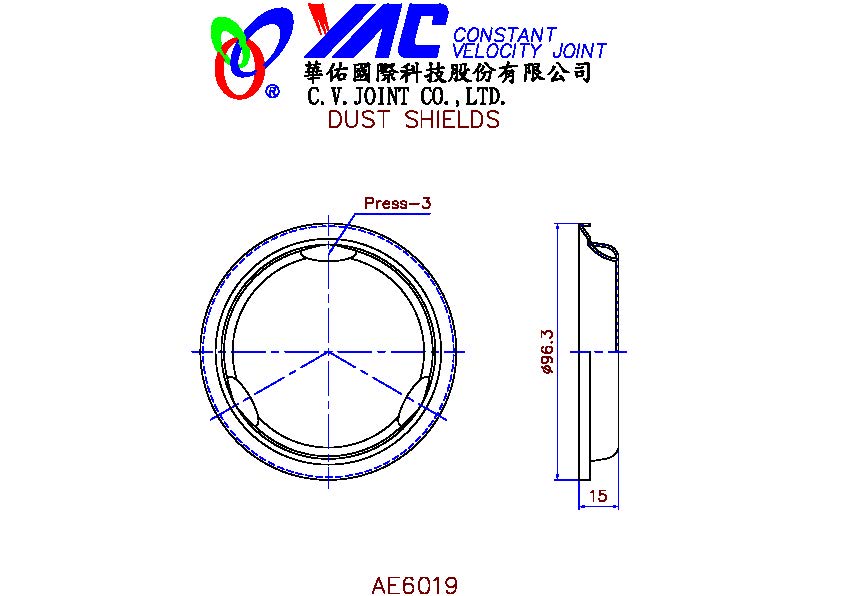 YAC CONSTANT
VELOCITY JOINT
®
華佑國際科技股份有限公司
C.V.JOINT CO.,LTD.
DUST SHIELDS
Press-3
ø96.3
15
AE6019